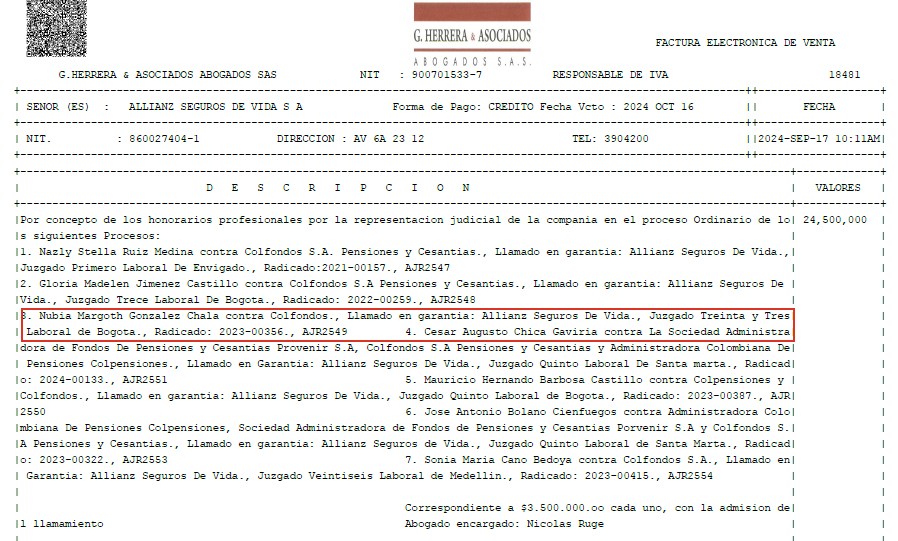 G. HERRERA & ASOCIADOS
ABOGADOS S.A.S.
FACTURA ELECTRONICA DE VENTA
G.HERRERA & ASOCIADOS ABOGADOS SAS NIT : 900701533-7 RESPONSABLE DE IVA 18481
SENOR (ES) : ALLIANZ SEGUROS DE VIDA S A Forma de Pago: CREDITO Fecha Vcto : 2024 OCT 16 FECHA
NIT. : 860027404-1 DIRECCION : AV 6A 23 12 TEL: 3904200 2024-SEP-17 10:11AM
D E S C R I P C I O N VALORES
Por concepto de los honorarios profesionales por la representacion judicial de la compania en el proceso Ordinario de lo 24,500,000
s siguientes Procesos:
1. Nazly Stella Ruiz Medina contra Colfondos S.A. Pensiones y Cesantias., Llamado en garantia: Allianz Seguros De Vida.,
Juzgado Primero Laboral De Envigado., Radicado:2021-00157., AJR2547
2. Gloria Madelen Jimenez Castillo contra Colfondos S.A Pensiones y Cesantias., Llamado en garantia: Allianz Seguros De
Vida., Juzgado Trece Laboral De Bogota., Radicado: 2022-00259., AJR2548
3. Nubia Margoth Gonzalez Chala contra Colfondos., Llamado en garantia: Allianz Seguros De Vida., Juzgado Treinta y Tres
Laboral de Bogota., Radicado: 2023-00356., AJR2549 4. Cesar Augusto Chica Gaviria contra La Sociedad Administra
dora de Fondos De Pensiones y Cesantias Provenir S.A, Colfondos S.A Pensiones y Cesantias y Administradora Colombiana De
Pensiones Colpensiones., Llamado en Garantia: Allianz Seguros De Vida., Juzgado Quinto Laboral De Santa marta., Radicad
o: 2024-00133., AJR2551 5. Mauricio Hernando Barbosa Castillo contra Colpensiones y
Colfondos., Llamado en garantia: Allianz Seguros De Vida., Juzgado Quinto Laboral de Bogota., Radicado: 2023-00387., AJR
2550 6. Jose Antonio Bolano Cienfuegos contra Administradora Colo
mbiana De Pensiones Colpensiones, Sociedad Administradora de Fondos de Pensiones y Cesantias Porvenir S.A y Colfondos S.
A Pensiones y Cesantias., Llamado en garantia: Allianz Seguros de Vida., Juzgado Quinto Laboral de Santa Marta., Radicad
o: 2023-00322., AJR2553 7. Sonia Maria Cano Bedoya contra Colfondos S.A., Llamado en
Garantia: Allianz Seguros De Vida., Juzgado Veintiseis Laboral de Medellin., Radicado: 2023-00415., AJR2554
Correspondiente a $3.500.000.oo cada uno, con la admision de
l llamamiento Abogado encargado: Nicolas Ruge